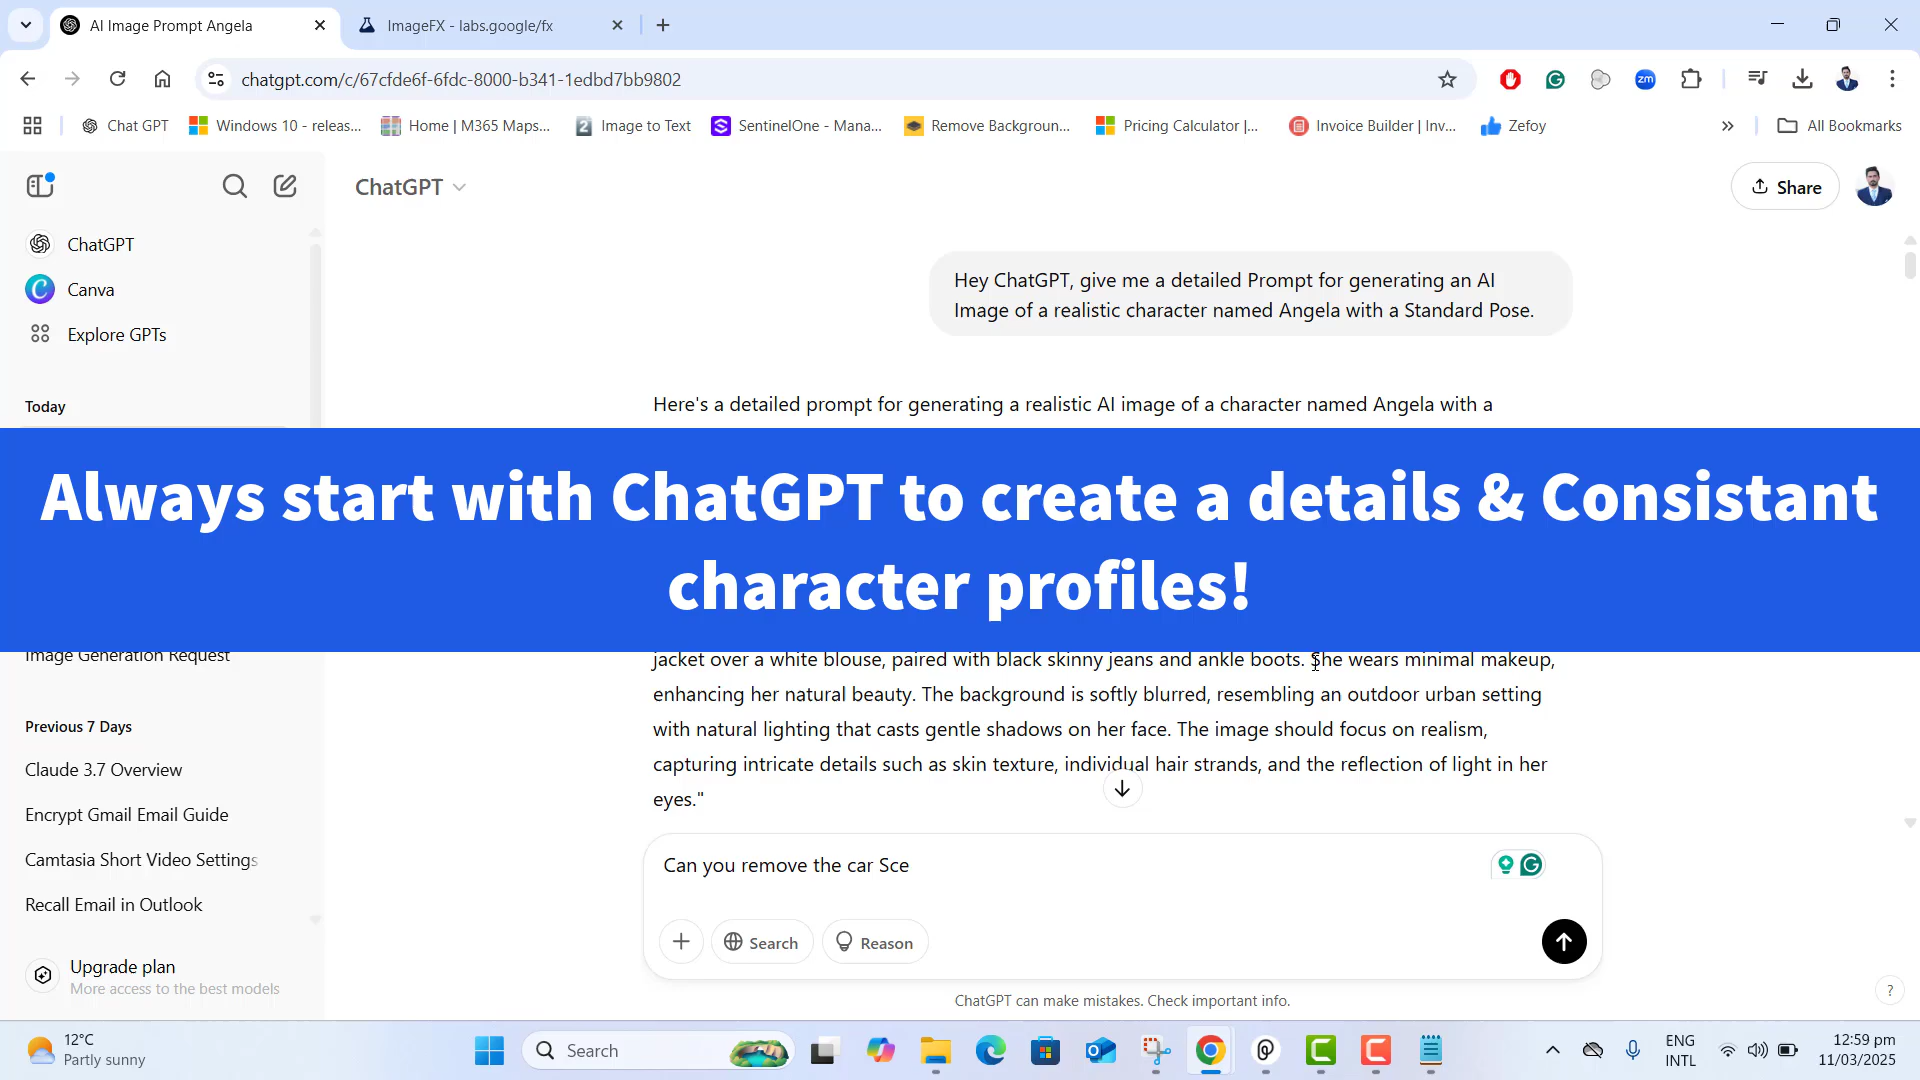 AI Image Prompt Angela
ImageFX - labs.google/fx
chatgpt.com/c/67cfde6f-6fdc-8000-b341-1edbd7bb9802
zm
Chat GPT
Windows 10 - releas...
Home | M365 Maps...
2
Image to Text
SentinelOne - Mana...
Remove Backgroun...
Pricing Calculator |...
Invoice Builder | Inv...
Zefoy
»
All Bookmarks
ChatGPT
Share
ChatGPT
Canva
Explore GPTs
Today
Hey ChatGPT, give me a detailed Prompt for generating an AI
Image of a realistic character named Angela with a Standard Pose.
Here's a detailed prompt for generating a realistic AI image of a character named Angela with a
Always start with ChatGPT to create a details & Consistant
character profiles!
Image Generation Request
Previous 7 Days
Claude 3.7 Overview
Encrypt Gmail Email Guide
Camtasia Short Video Settings
Recall Email in Outlook
Upgrade plan
More access to the best models
jacket over a white blouse, paired with black skinny jeans and ankle boots. She wears minimal makeup,
enhancing her natural beauty. The background is softly blurred, resembling an outdoor urban setting
with natural lighting that casts gentle shadows on her face. The image should focus on realism,
capturing intricate details such as skin texture, individual hair strands, and the reflection of light in her
eyes."
Can you remove the car Sce
Search
Reason
ChatGPT can make mistakes. Check important info.
?
12°C
Partly sunny
Search
ENG
INTL
12:59 pm
11/03/2025